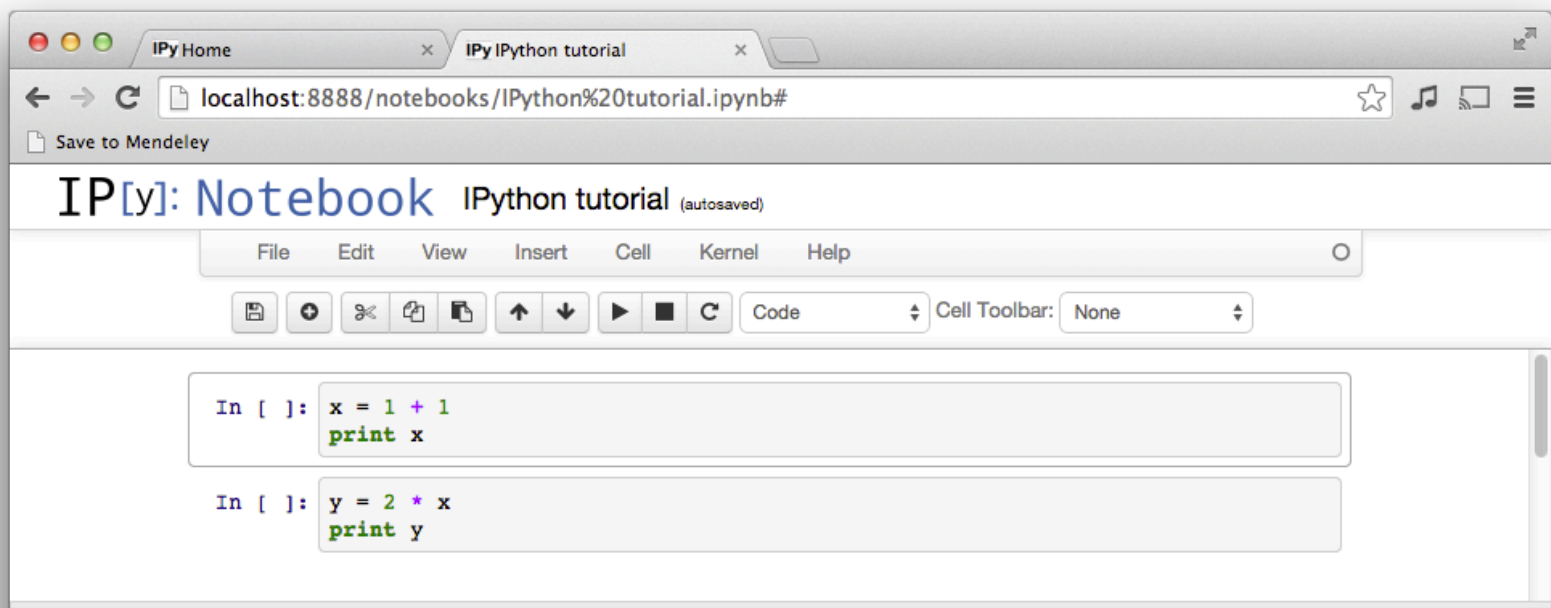 IPy Home
IPy IPython tutorial
localhost:8888/notebooks/IPython%20tutorial.ipynb#
Save to Mendeley
IP[y]: Notebook IPython tutorial (autosaved)
File Edit View Insert Cell Kernel Help
Code Cell Toolbar: None
In [ ]: x = 1 + 1
print x
In [ ]: y = 2 * x
print y